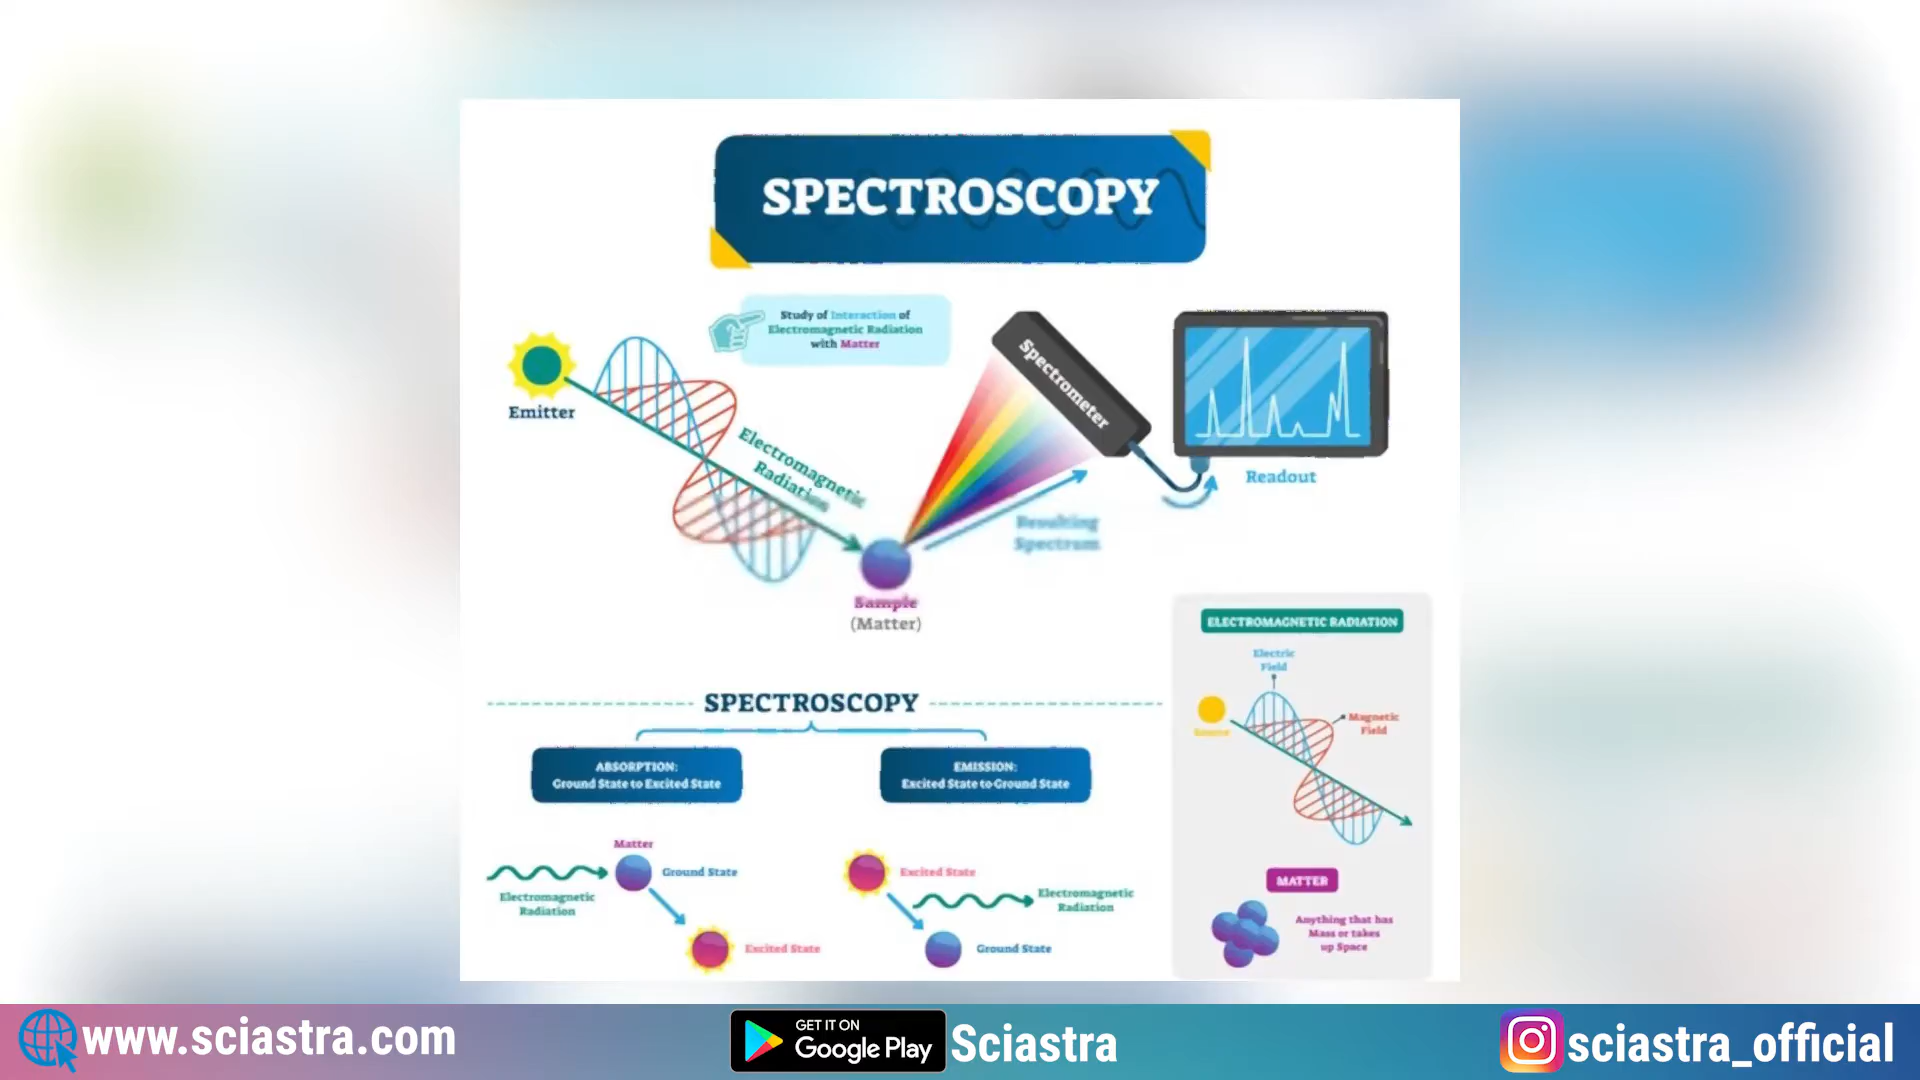 SPECTROSCOPY
Study of Interaction of
Electromagnetic Radiation
with Matter
Emitter
Electromagnetic
Radiation
Spectrometer
Readout
Resulting
Spectrum
Sample
(Matter)
SPECTROSCOPY
ABSORPTION:
Ground State to Excited State
EMISSION:
Excited State to Ground State
Matter
Ground State
Electromagnetic
Radiation
Excited State
Excited State
Electromagnetic
Radiation
Ground State
ELECTROMAGNETIC RADIATION
Electric
Field
Source
Magnetic
Field
MATTER
Anything that has
Mass or takes
up Space
www.sciastra.com
GET IT ON
Google Play
Sciastra
sciastra_official